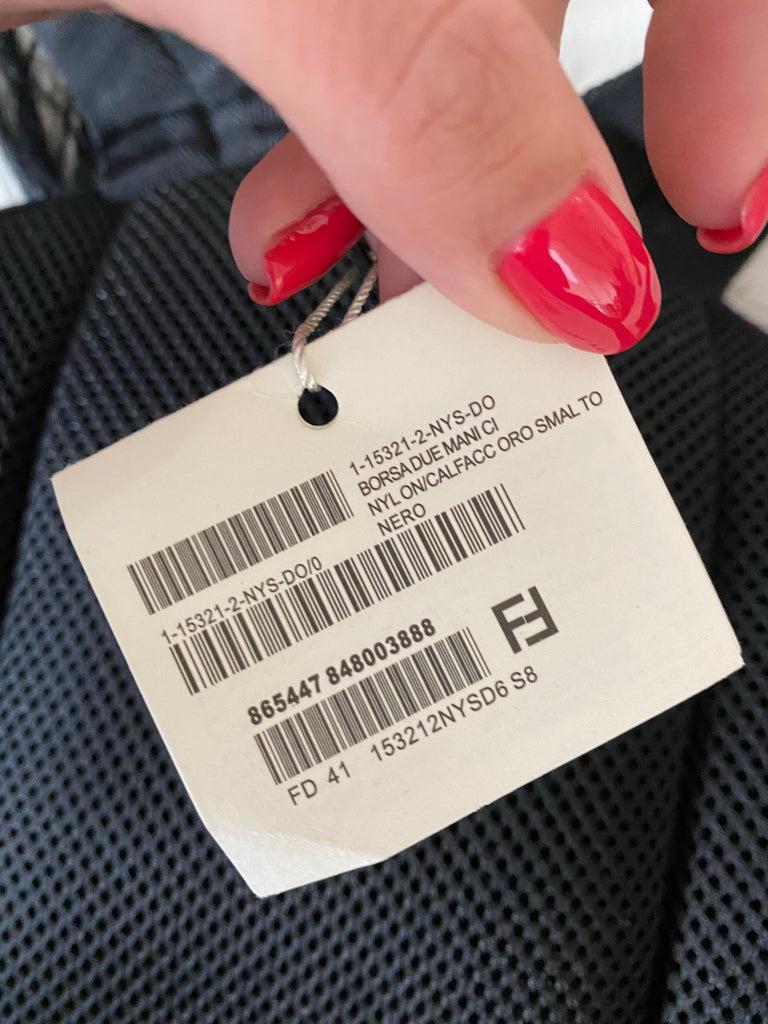 1-15321-2-NYS-DO
BORSA DUE MANI CI
NYL ON/CALFACC ORO SMAL TO
NERO
1-15321-2-NYS-DO/0
865447 848003888
FD 41 153212NYSD6 S8